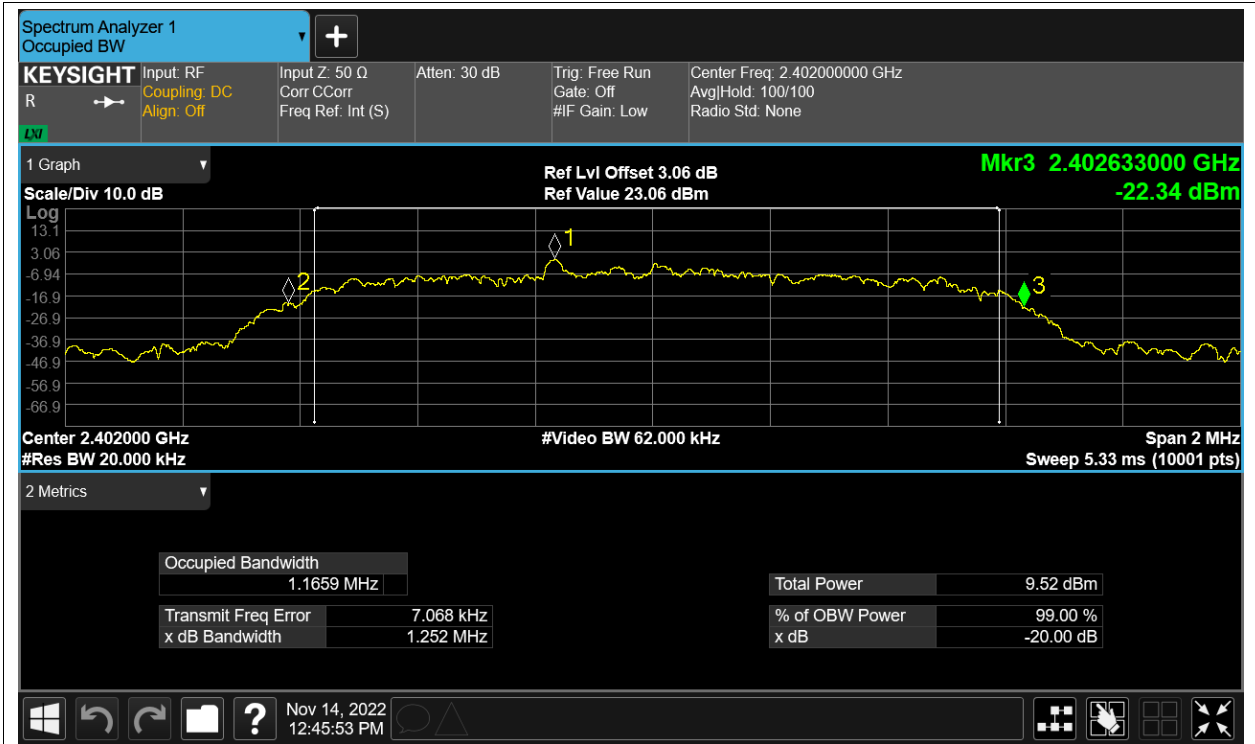 Spectrum Analyzer 1
Occupied BW
KEYSIGHT
R
LXI
Input: RF
Coupling: DC
Align: Off
Input Z: 50 Ω
Corr CCorr
Freq Ref: Int (S)
Atten: 30 dB
Trig: Free Run
Gate: Off
#IF Gain: Low
Center Freq: 2.402000000 GHz
Avg|Hold: 100/100
Radio Std: None
1 Graph
Scale/Div 10.0 dB
Ref Lvl Offset 3.06 dB
Ref Value 23.06 dBm
Mkr3 2.402633000 GHz
-22.34 dBm
Log
13.1
3.06
-6.94
-16.9
-26.9
-36.9
-46.9
-56.9
-66.9
1
2
3
Center 2.402000 GHz
#Res BW 20.000 kHz
#Video BW 62.000 kHz
Span 2 MHz
Sweep 5.33 ms (10001 pts)
2 Metrics
Occupied Bandwidth
1.1659 MHz
Transmit Freq Error 7.068 kHz
x dB Bandwidth 1.252 MHz
Total Power 9.52 dBm
% of OBW Power 99.00 %
x dB -20.00 dB
?
Nov 14, 2022
12:45:53 PM